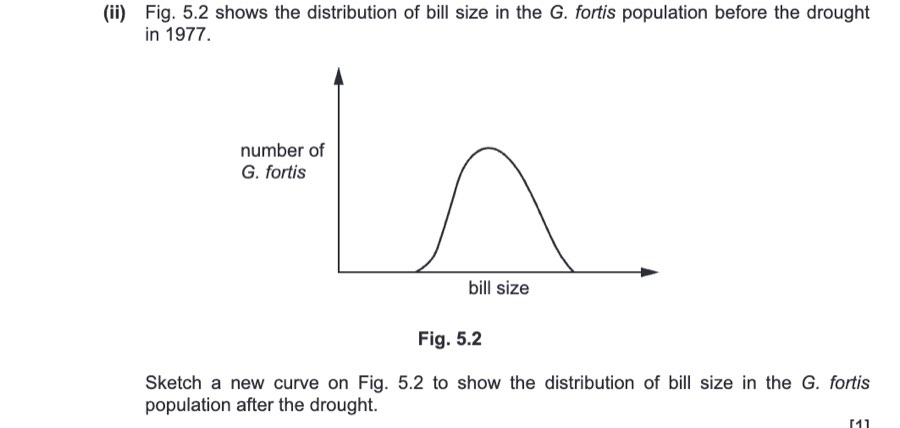 (ii) Fig. 5.2 shows the distribution of bill size in the G. fortis population before the drought
in 1977.
number of
G. fortis
bill size
Fig. 5.2
Sketch a new curve on Fig. 5.2 to show the distribution of bill size in the G. fortis
population after the drought.
[1]